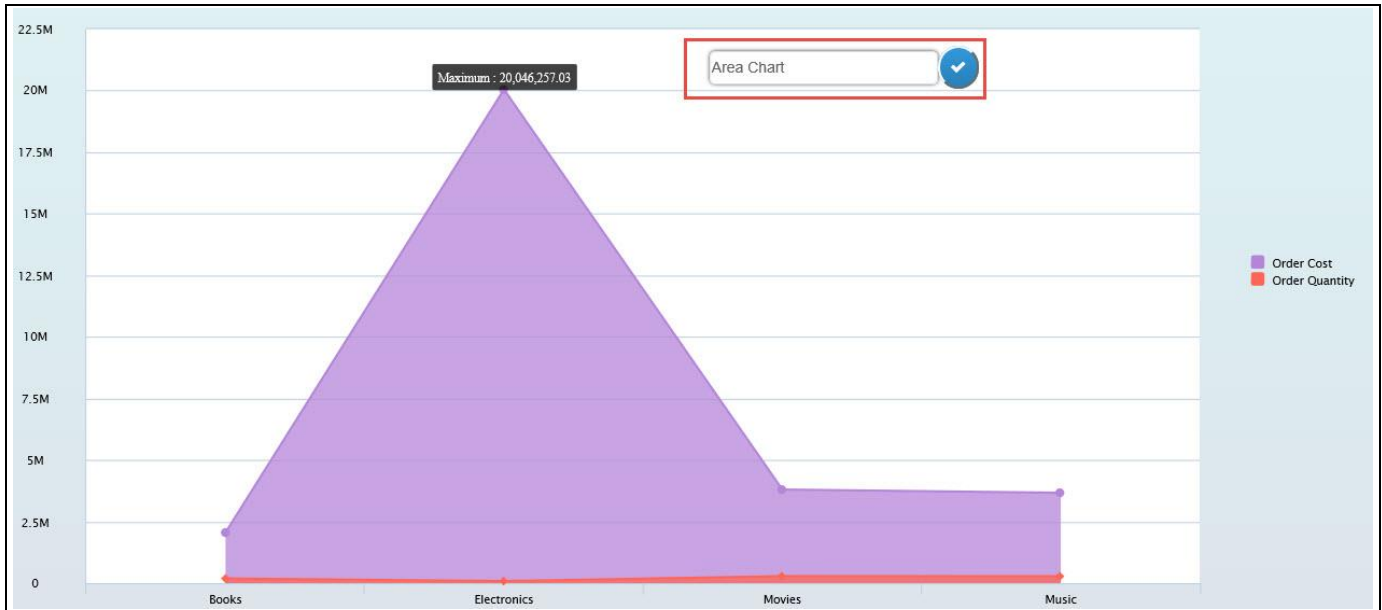 22.5M
20M
17.5M
15M
12.5M
10M
7.5M
5M
2.5M
0
Maximum : 20,046,257.03
Area Chart
Order Cost
Order Quantity
Books
Electronics
Movies
Music